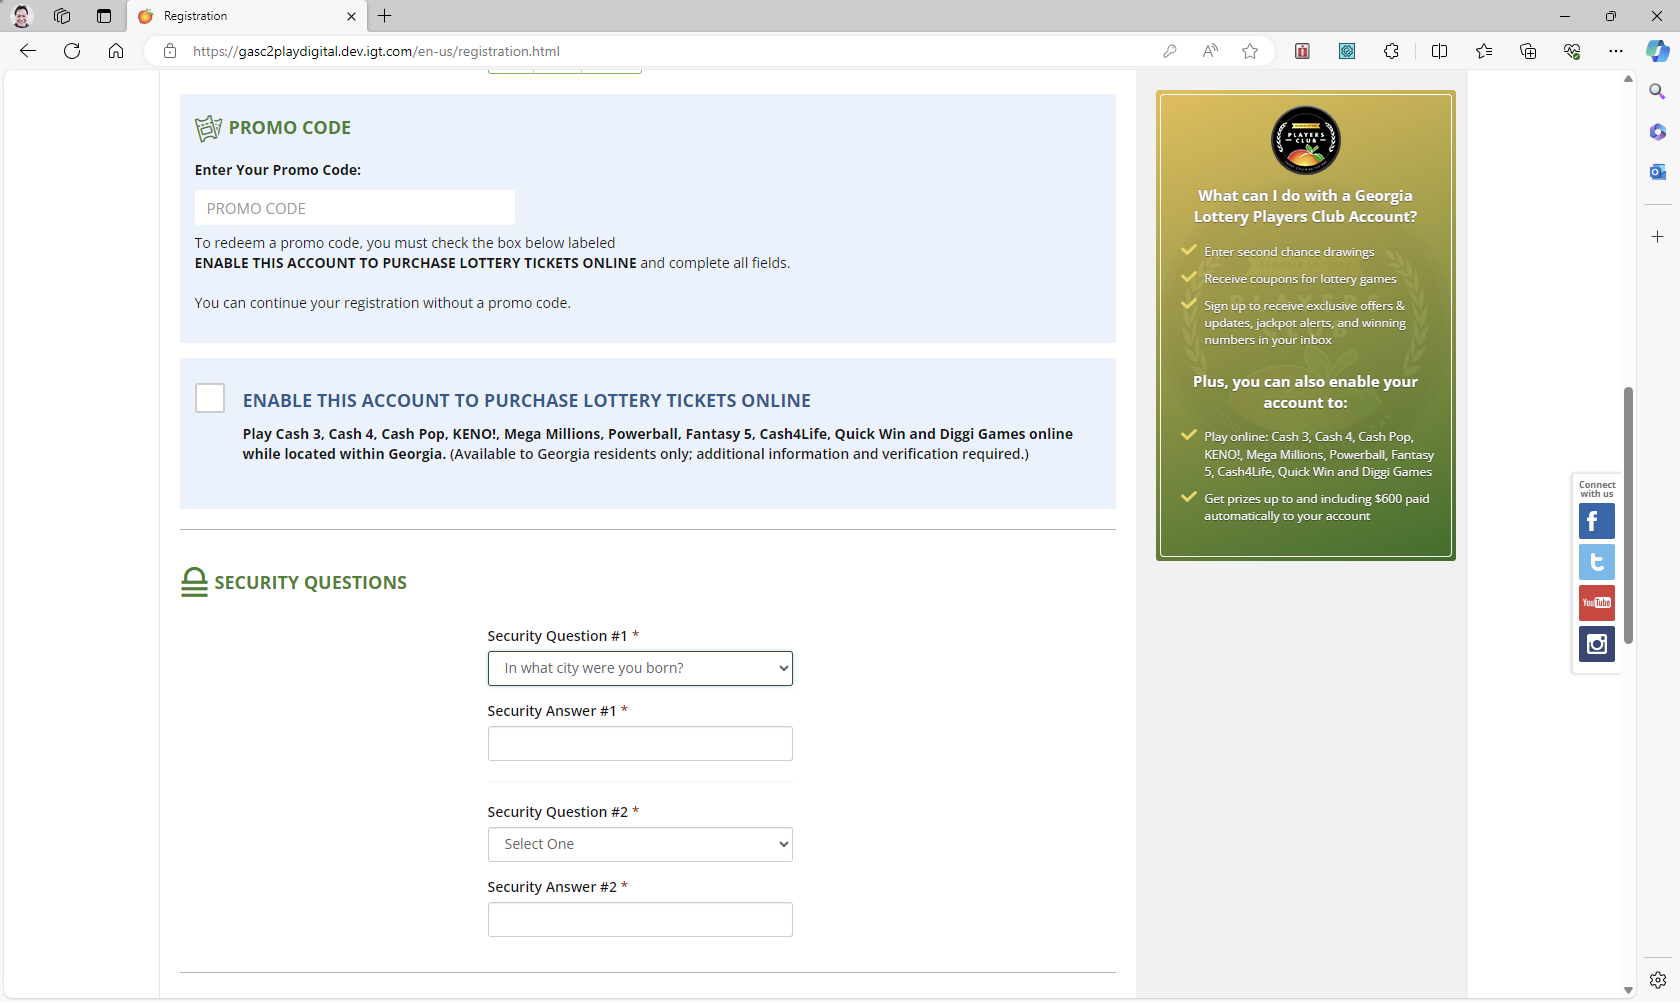 Registration
https://gasc2playdigital.dev.igt.com/en-us/registration.html
PROMO CODE
Enter Your Promo Code:
PROMO CODE
To redeem a promo code, you must check the box below labeled
ENABLE THIS ACCOUNT TO PURCHASE LOTTERY TICKETS ONLINE and complete all fields.
You can continue your registration without a promo code.
ENABLE THIS ACCOUNT TO PURCHASE LOTTERY TICKETS ONLINE
Play Cash 3, Cash 4, Cash Pop, KENO!, Mega Millions, Powerball, Fantasy 5, Cash4Life, Quick Win and Diggi Games online
while located within Georgia. (Available to Georgia residents only; additional information and verification required.)
SECURITY QUESTIONS
Security Question #1 *
In what city were you born?
Security Answer #1 *
Security Question #2 *
Select One
Security Answer #2 *
PLAYERS
CLUB
What can I do with a Georgia
Lottery Players Club Account?
Enter second chance drawings
Receive coupons for lottery games
Sign up to receive exclusive offers &
updates, jackpot alerts, and winning
numbers in your inbox
Plus, you can also enable your
account to:
Play online: Cash 3, Cash 4, Cash Pop,
KENO!, Mega Millions, Powerball, Fantasy
5, Cash4Life, Quick Win and Diggi Games
Get prizes up to and including $600 paid
automatically to your account
Connect
with us
YouTube